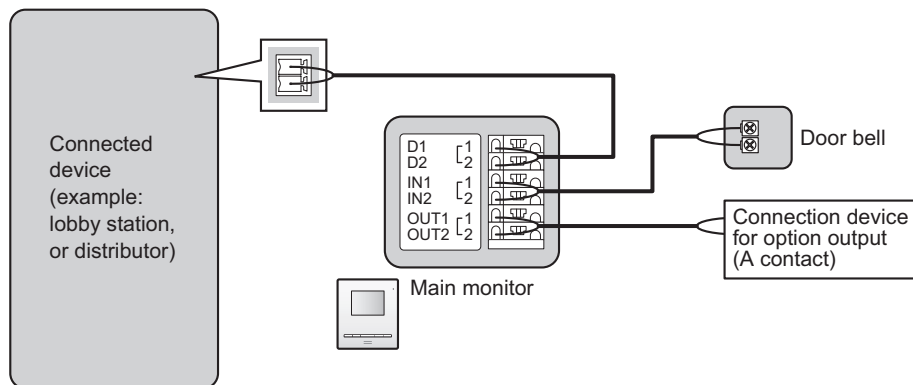 Connected
device
(example:
lobby station,
or distributor)
D1 1
D2 2
IN1 1
IN2 2
OUT1 1
OUT2 2
Main monitor
Door bell
Connection device
for option output
(A contact)